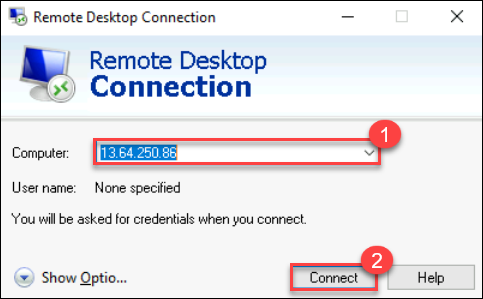 Remote Desktop Connection
Remote Desktop
Connection
1
Computer: 13.64.250.86
User name: None specified
You will be asked for credentials when you connect.
2
Show Optio... Connect Help